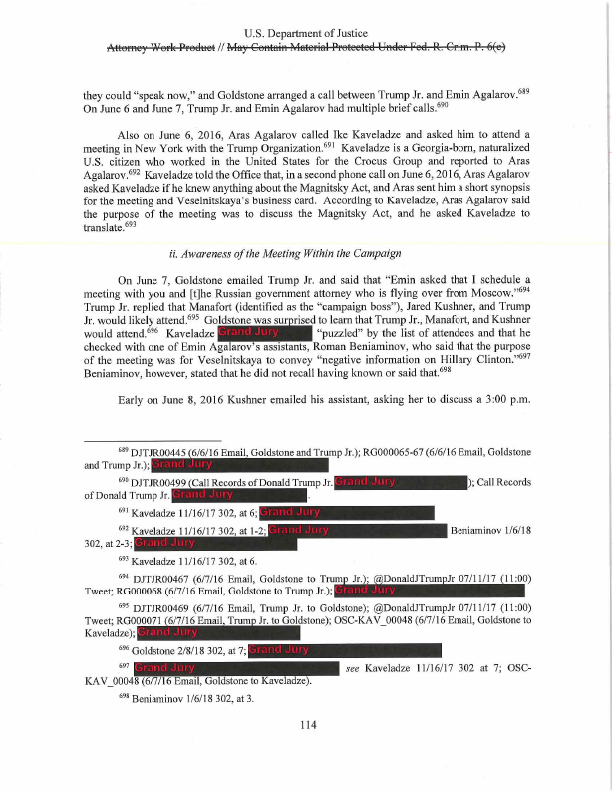 U.S. Department of Justice
Attorney Work Product // May Contain Material Protected Under Fed. R. Crim. P. 6(e)
they could “speak now,” and Goldstone arranged a call between Trump Jr. and Emin Agalarov.689
On June 6 and June 7, Trump Jr. and Emin Agalarov had multiple brief calls.690
Also on June 6, 2016, Aras Agalarov called Ike Kaveladze and asked him to attend a
meeting in New York with the Trump Organization.691 Kaveladze is a Georgia-born, naturalized
U.S. citizen who worked in the United States for the Crocus Group and reported to Aras
Agalarov.692 Kaveladze told the Office that, in a second phone call on June 6, 2016, Aras Agalarov
asked Kaveladze if he knew anything about the Magnitsky Act, and Aras sent him a short synopsis
for the meeting and Veselnitskaya’s business card. According to Kaveladze, Aras Agalarov said
the purpose of the meeting was to discuss the Magnitsky Act, and he asked Kaveladze to
translate.693
ii. Awareness of the Meeting Within the Campaign
On June 7, Goldstone emailed Trump Jr. and said that “Emin asked that I schedule a
meeting with you and [t]he Russian government attorney who is flying over from Moscow.”694
Trump Jr. replied that Manafort (identified as the “campaign boss”), Jared Kushner, and Trump
Jr. would likely attend.695 Goldstone was surprised to learn that Trump Jr., Manafort, and Kushner
would attend.696 Kaveladze Grand Jury “puzzled” by the list of attendees and that he
checked with one of Emin Agalarov’s assistants, Roman Beniaminov, who said that the purpose
of the meeting was for Veselnitskaya to convey “negative information on Hillary Clinton.”697
Beniaminov, however, stated that he did not recall having known or said that.698
Early on June 8, 2016 Kushner emailed his assistant, asking her to discuss a 3:00 p.m.
689 DJTJR00445 (6/6/16 Email, Goldstone and Trump Jr.); RG000065-67 (6/6/16 Email, Goldstone
and Trump Jr.); Grand Jury
690 DJTJR00499 (Call Records of Donald Trump Jr. Grand Jury ); Call Records
of Donald Trump Jr. Grand Jury .
691 Kaveladze 11/16/17 302, at 6; Grand Jury
692 Kaveladze 11/16/17 302, at 1-2; Grand Jury Beniaminov 1/6/18
302, at 2-3; Grand Jury
693 Kaveladze 11/16/17 302, at 6.
694 DJTJR00467 (6/7/16 Email, Goldstone to Trump Jr.); @DonaldJTrumpJr 07/11/17 (11:00)
Tweet; RG000068 (6/7/16 Email, Goldstone to Trump Jr.); Grand Jury
695 DJTJR00469 (6/7/16 Email, Trump Jr. to Goldstone); @DonaldJTrumpJr 07/11/17 (11:00)
Tweet; RG000071 (6/7/16 Email, Trump Jr. to Goldstone); OSC-KAV_00048 (6/7/16 Email, Goldstone to
Kaveladze); Grand Jury
696 Goldstone 2/8/18 302, at 7; Grand Jury
697 Grand Jury see Kaveladze 11/16/17 302 at 7; OSC-
KAV_00048 (6/7/16 Email, Goldstone to Kaveladze).
698 Beniaminov 1/6/18 302, at 3.
114